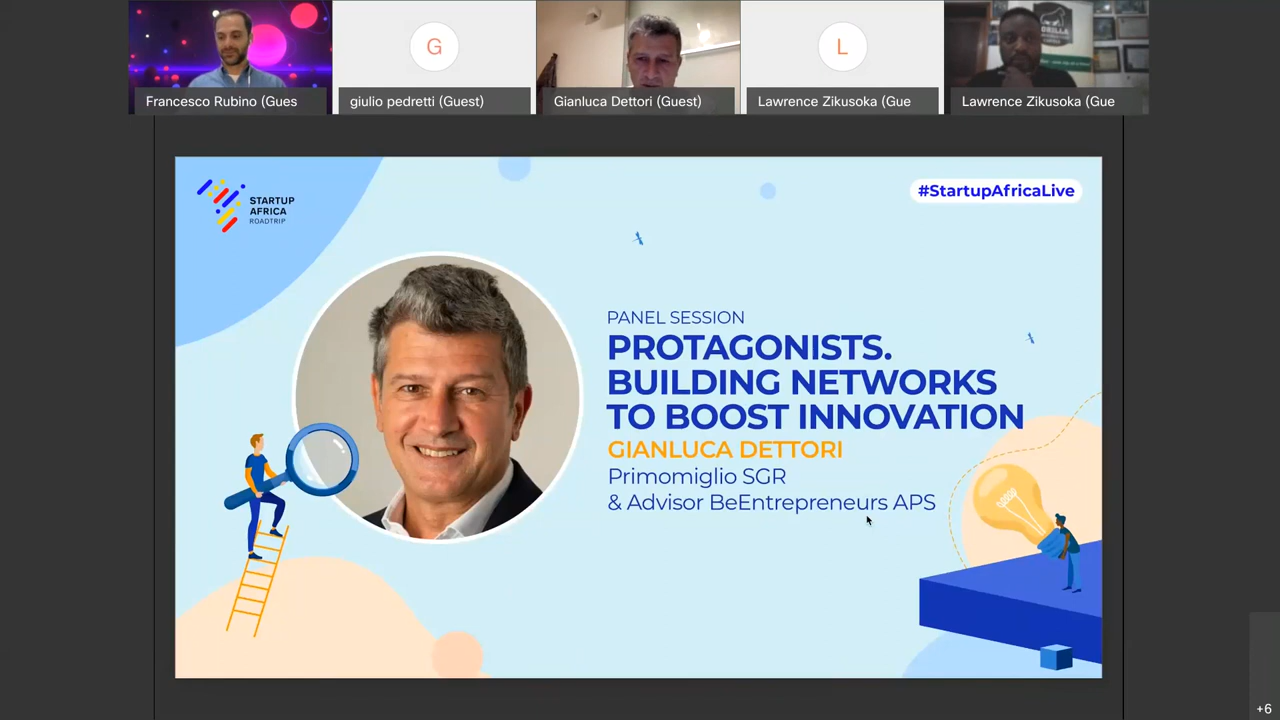 Francesco Rubino (Gues
G
giulio pedretti (Guest)
Gianluca Dettori (Guest)
L
Lawrence Zikusoka (Gue
Lawrence Zikusoka (Gue
STARTUP
AFRICA
ROADTRIP
#StartupAfricaLive
PANEL SESSION
PROTAGONISTS.
BUILDING NETWORKS
TO BOOST INNOVATION
GIANLUCA DETTORI
Primomiglio SGR
& Advisor BeEntrepreneurs APS
+6